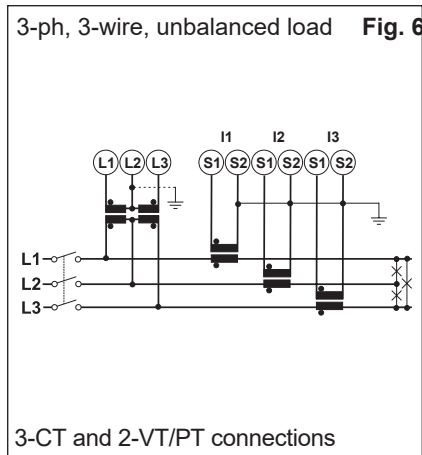 3-ph, 3-wire, unbalanced load Fig. 6
I1 I2 I3
L1 L2 L3 S1 S2 S1 S2 S1 S2
L1
L2
L3
3-CT and 2-VT/PT connections